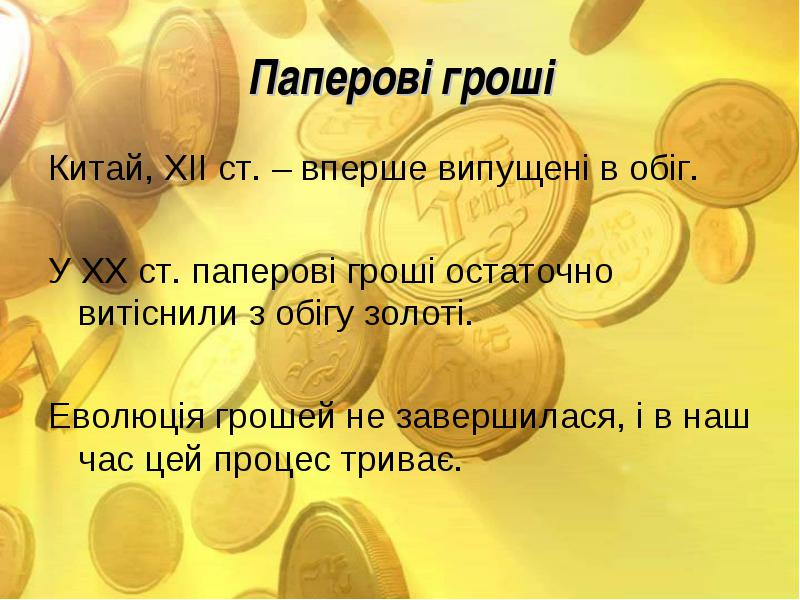 Паперові гроші
Китай, XII ст. – вперше випущені в обіг.
У XX ст. паперові гроші остаточно
витіснили з обігу золоті.
Еволюція грошей не завершилася, і в наш
час цей процес триває.